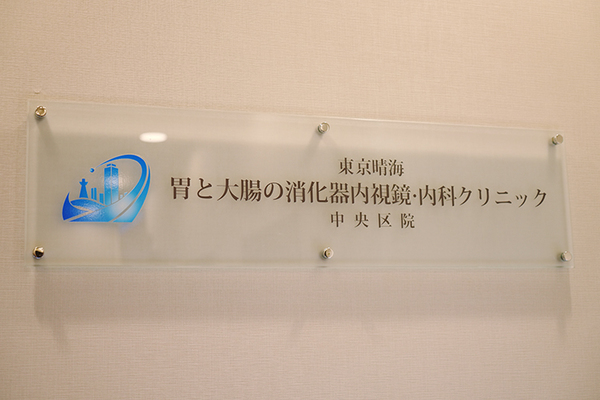 東京晴海
胃と大腸の消化器内視鏡･内科クリニック
中央区院